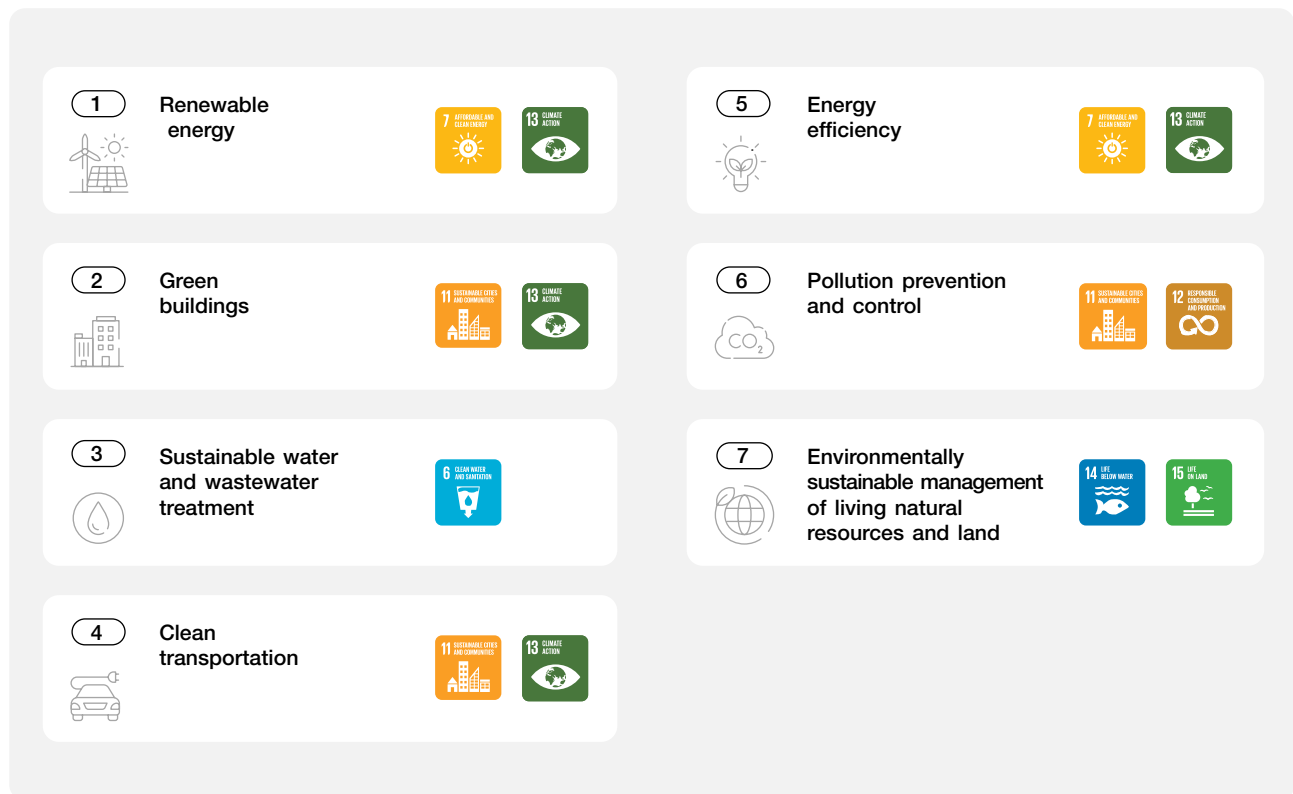 1
Renewable
energy
7 AFFORDABLE AND
CLEAN ENERGY
13 CLIMATE
ACTION
2
Green
buildings
11 SUSTAINABLE CITIES
AND COMMUNITIES
13 CLIMATE
ACTION
3
Sustainable water
and wastewater
treatment
6 CLEAN WATER
AND SANITATION
4
Clean
transportation
11 SUSTAINABLE CITIES
AND COMMUNITIES
13 CLIMATE
ACTION
5
Energy
efficiency
7 AFFORDABLE AND
CLEAN ENERGY
13 CLIMATE
ACTION
6
CO2
Pollution prevention
and control
11 SUSTAINABLE CITIES
AND COMMUNITIES
12 RESPONSIBLE
CONSUMPTION
AND PRODUCTION
7
Environmentally
sustainable management
of living natural
resources and land
14 LIFE
BELOW WATER
15 LIFE
ON LAND